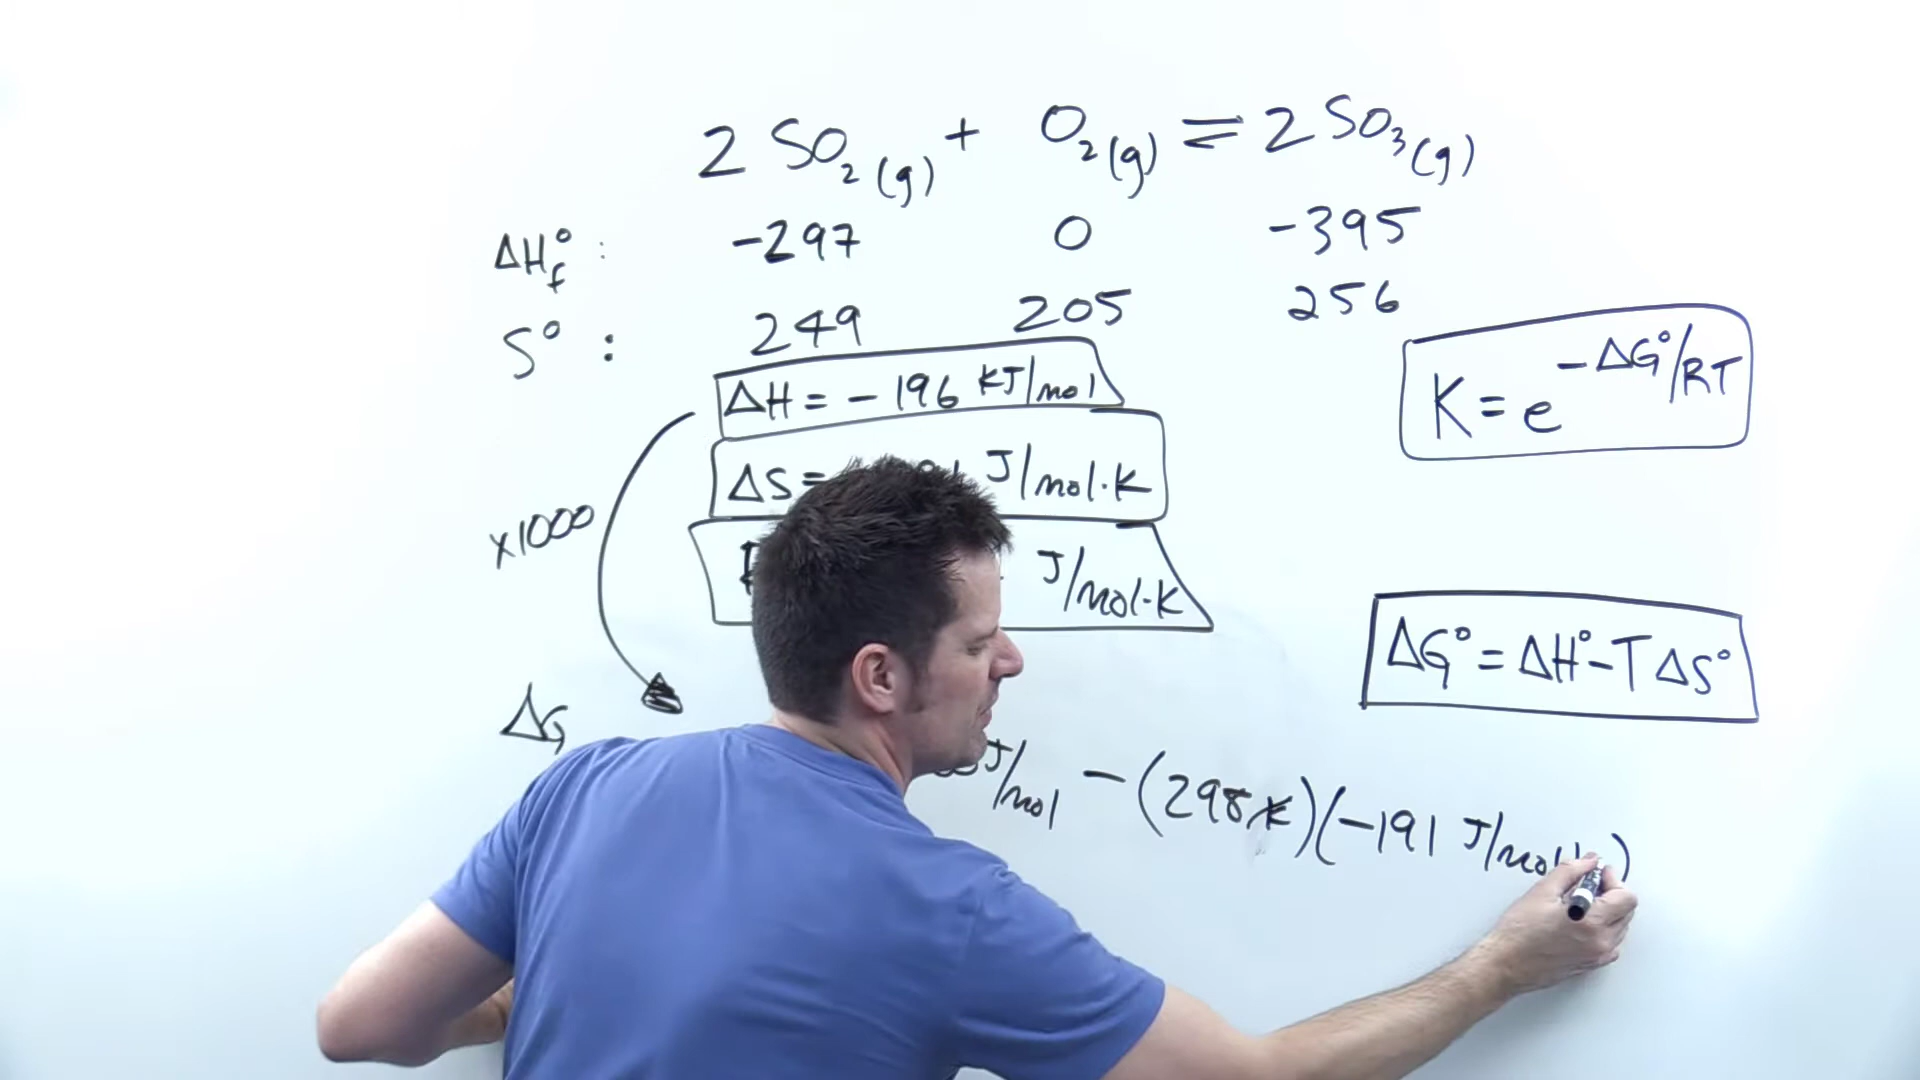 2 SO₂(g) + O₂(g) ⇌ 2 SO₃(g)
ΔH°f : -297 0 -395
S° : 249 205 256
K = e^(-ΔG°/RT)
ΔH = - 196 KJ/mol
ΔS = J/mol·K
x1000
J/mol·K
ΔG° = ΔH° - T ΔS°
ΔG J/mol - (298 K)(-191 J/mol )